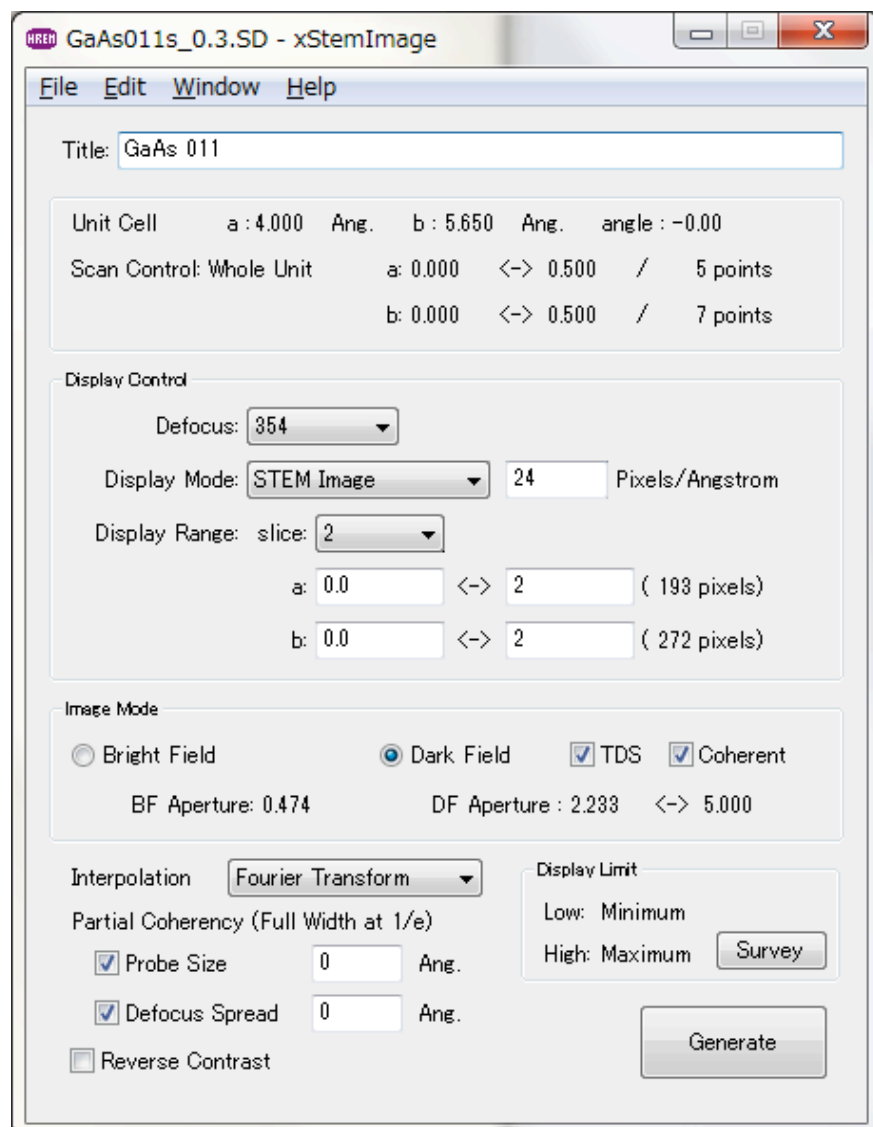 HREM GaAs011s_0.3.SD - xStemImage
File Edit Window Help
Title: GaAs 011
Unit Cell a : 4.000 Ang. b : 5.650 Ang. angle : -0.00
Scan Control: Whole Unit a: 0.000 <-> 0.500 / 5 points
b: 0.000 <-> 0.500 / 7 points
Display Control
Defocus: 354
Display Mode: STEM Image 24 Pixels/Angstrom
Display Range: slice: 2
a: 0.0 <-> 2 ( 193 pixels)
b: 0.0 <-> 2 ( 272 pixels)
Image Mode
Bright Field Dark Field TDS Coherent
BF Aperture: 0.474 DF Aperture : 2.233 <-> 5.000
Interpolation Fourier Transform
Partial Coherency (Full Width at 1/e)
Probe Size 0 Ang.
Defocus Spread 0 Ang.
Reverse Contrast
Display Limit
Low: Minimum
High: Maximum Survey
Generate